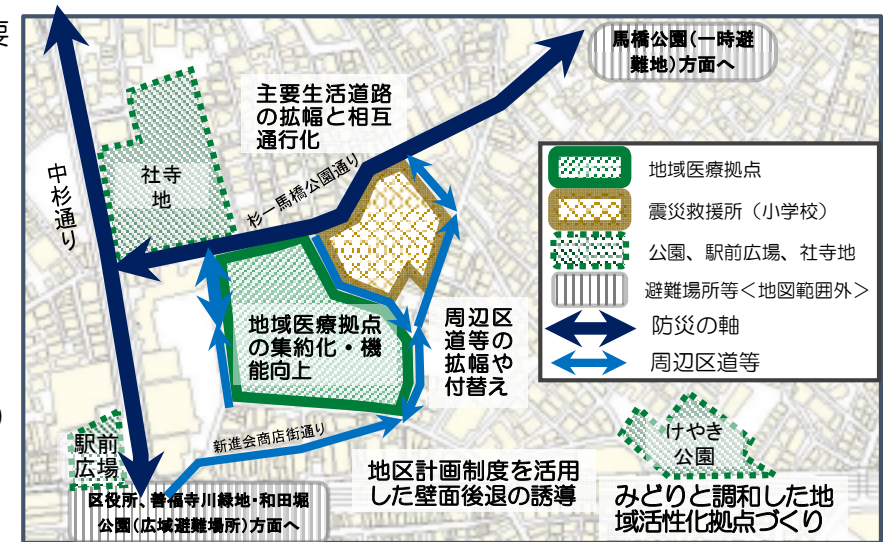 要
馬橋公園(一時避
難地)方面へ
主要生活道路
の拡幅と相互
通行化
中杉通り
社寺
地
杉一馬橋公園通り
地域医療拠点
震災救援所(小学校)
公園、駅前広場、社寺地
避難場所等<地図範囲外>
防災の軸
周辺区道等
地域医療拠点
の集約化・機
能向上
周辺区
道等の
拡幅や
付替え
)
駅前
広場
新進会商店街通り
けやき
公園
地区計画制度を活用
した壁面後退の誘導
みどりと調和した地
域活性化拠点づくり
区役所、善福寺川緑地・和田堀
公園(広域避難場所)方面へ